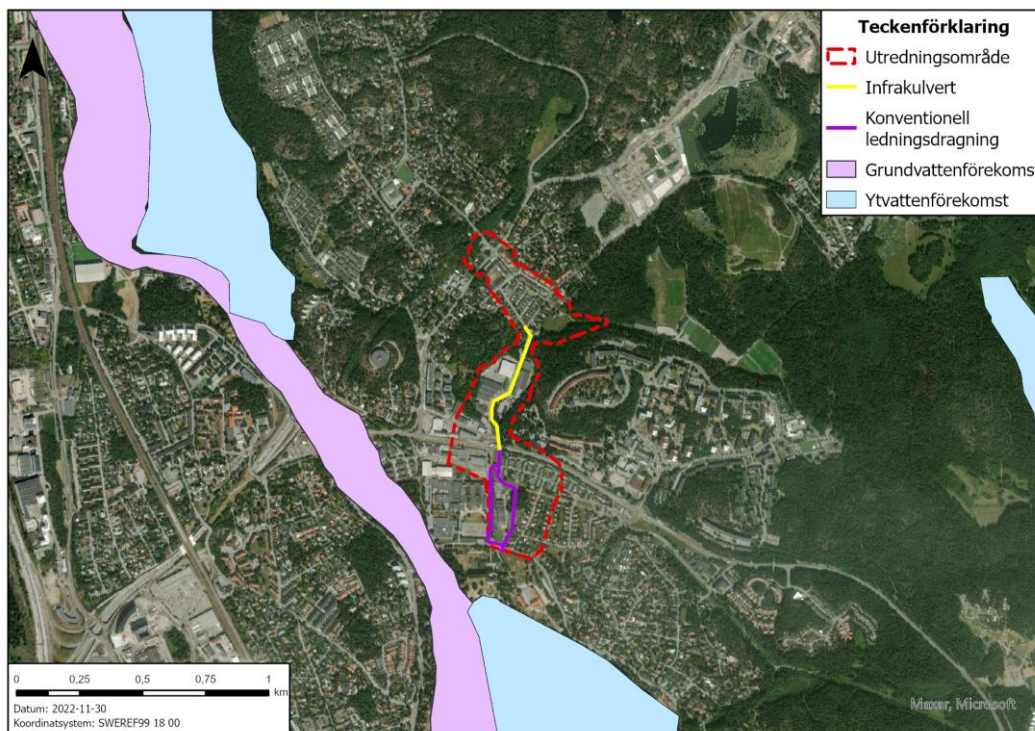 Teckenförklaring
Utredningsområde
Infrakulvert
Konventionell
ledningsdragning
Grundvattenförekoms
Ytvattenförekomst
0 0,25 0,5 0,75 1
km
Datum: 2022-11-30
Koordinatsystem: SWEREF99 18 00
Maxar, Microsoft